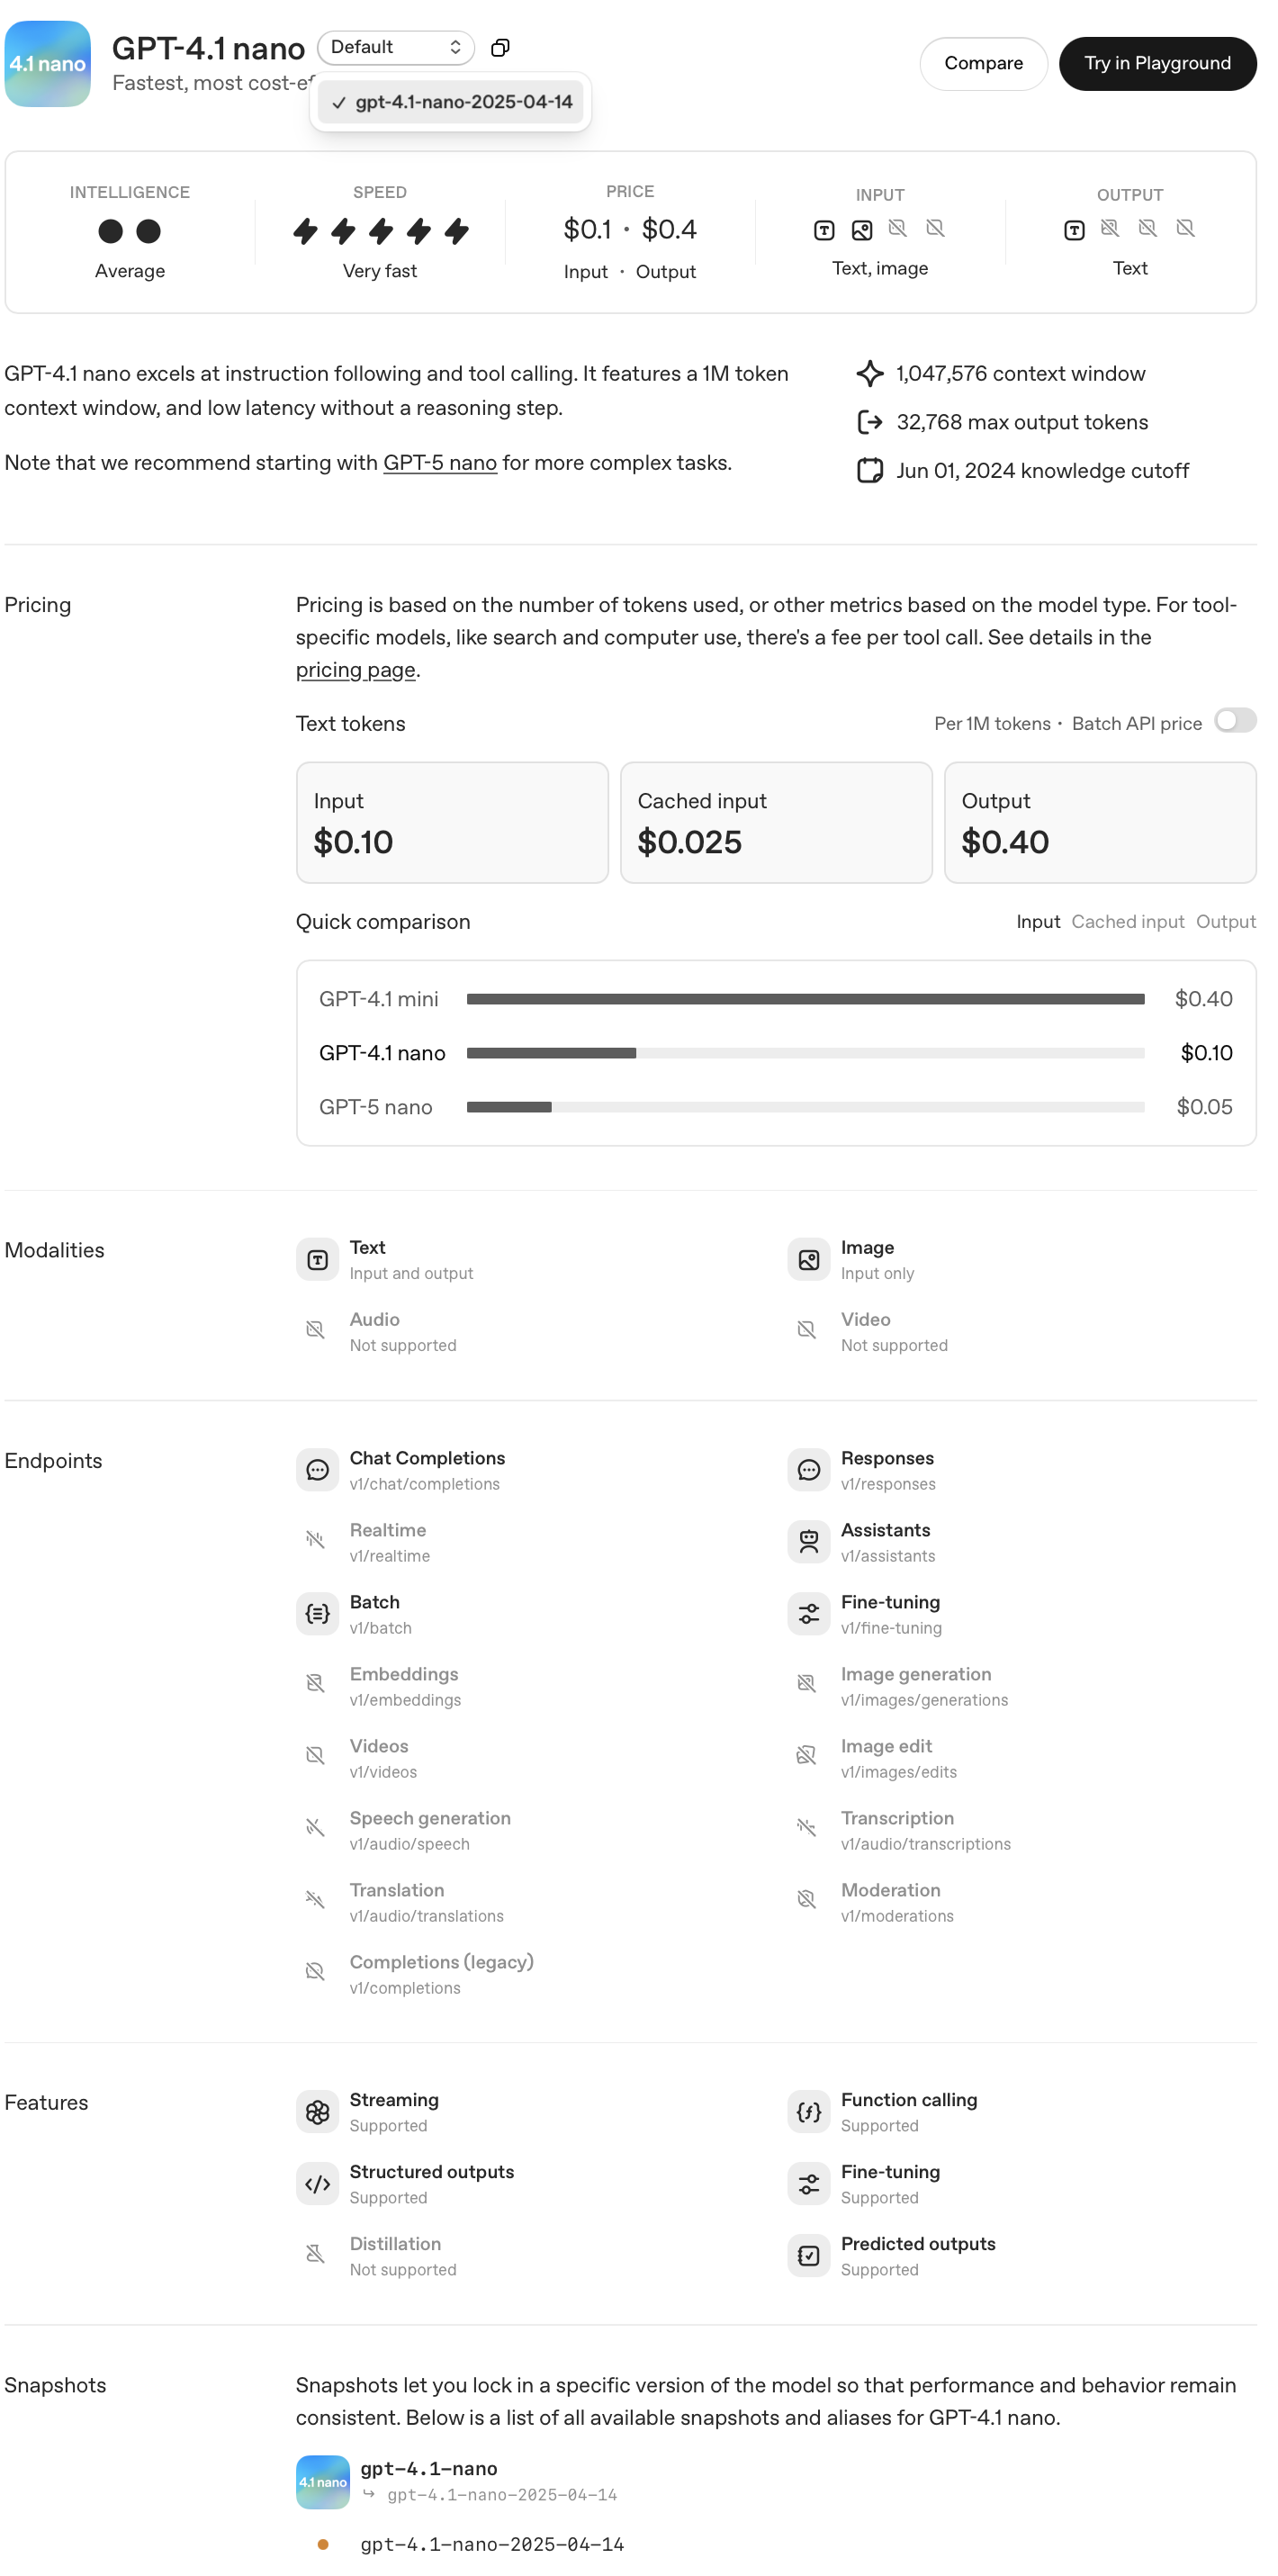 4.1 nano
GPT-4.1 nano
Default
Fastest, most cost-ef
gpt-4.1-nano-2025-04-14
Compare
Try in Playground
INTELLIGENCE
Average
SPEED
Very fast
PRICE
$0.1 • $0.4
Input • Output
INPUT
Text, image
OUTPUT
Text
GPT-4.1 nano excels at instruction following and tool calling. It features a 1M token
context window, and low latency without a reasoning step.
Note that we recommend starting with GPT-5 nano for more complex tasks.
1,047,576 context window
32,768 max output tokens
Jun 01, 2024 knowledge cutoff
Pricing
Pricing is based on the number of tokens used, or other metrics based on the model type. For tool-
specific models, like search and computer use, there's a fee per tool call. See details in the
pricing page.
Text tokens
Per 1M tokens • Batch API price
Input
$0.10
Cached input
$0.025
Output
$0.40
Quick comparison
Input Cached input Output
GPT-4.1 mini $0.40
GPT-4.1 nano $0.10
GPT-5 nano $0.05
Modalities
Text
Input and output
Image
Input only
Audio
Not supported
Video
Not supported
Endpoints
Chat Completions
v1/chat/completions
Responses
v1/responses
Realtime
v1/realtime
Assistants
v1/assistants
Batch
v1/batch
Fine-tuning
v1/fine-tuning
Embeddings
v1/embeddings
Image generation
v1/images/generations
Videos
v1/videos
Image edit
v1/images/edits
Speech generation
v1/audio/speech
Transcription
v1/audio/transcriptions
Translation
v1/audio/translations
Moderation
v1/moderations
Completions (legacy)
v1/completions
Features
Streaming
Supported
Function calling
Supported
Structured outputs
Supported
Fine-tuning
Supported
Distillation
Not supported
Predicted outputs
Supported
Snapshots
Snapshots let you lock in a specific version of the model so that performance and behavior remain
consistent. Below is a list of all available snapshots and aliases for GPT-4.1 nano.
4.1 nano
gpt-4.1-nano
gpt-4.1-nano-2025-04-14
gpt-4.1-nano-2025-04-14